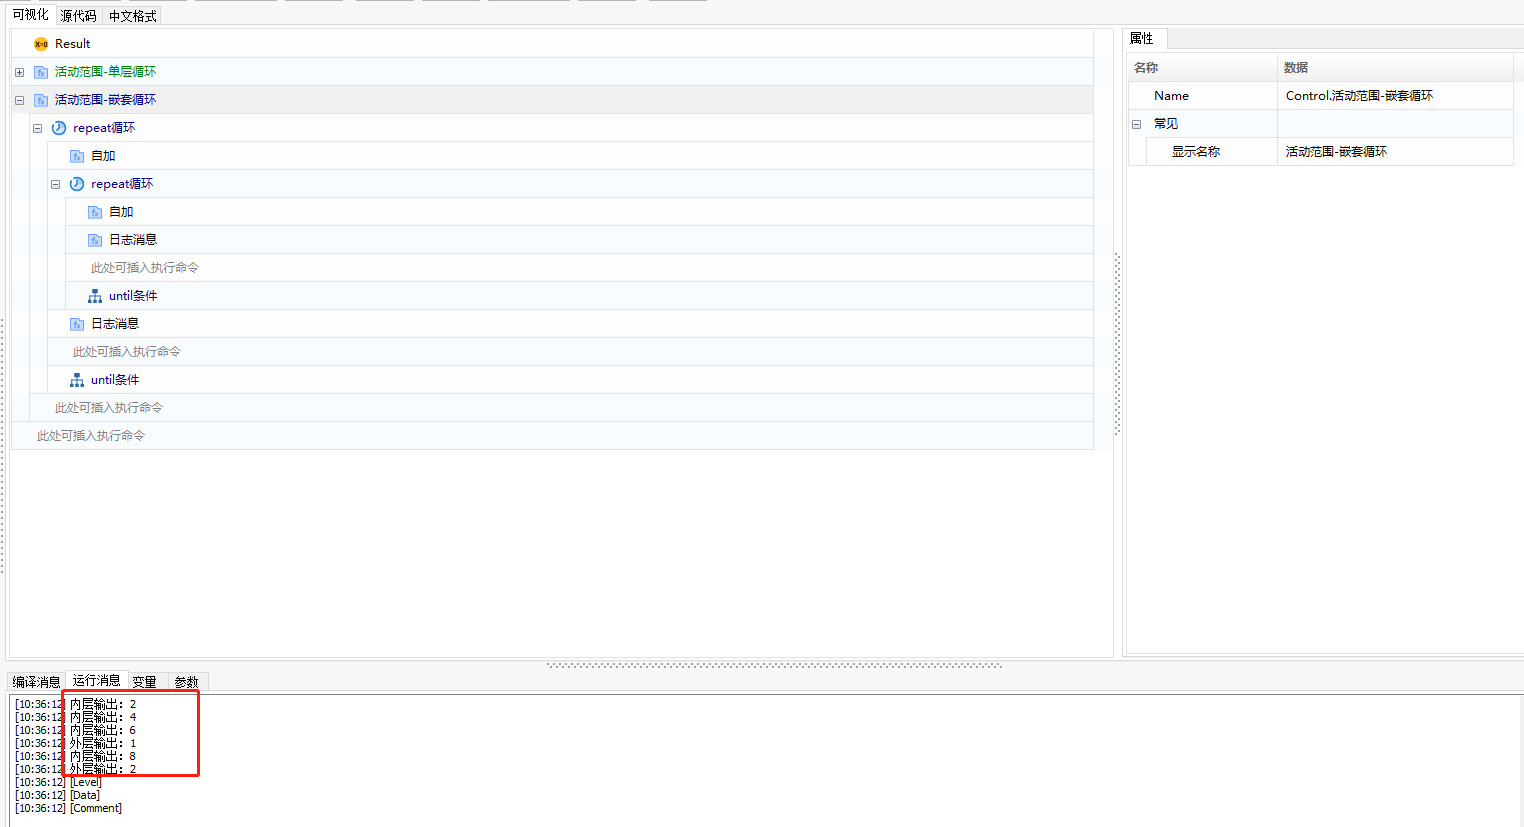 可视化 源代码 中文格式
Result
活动范围-单层循环
活动范围-嵌套循环
repeat循环
自加
repeat循环
自加
日志消息
此处可插入执行命令
until条件
日志消息
此处可插入执行命令
until条件
此处可插入执行命令
此处可插入执行命令
属性
名称 数据
Name Control.活动范围-嵌套循环
常见
显示名称 活动范围-嵌套循环
编译消息 运行消息 变量 参数
[10:36:12] 内层输出：2
[10:36:12] 内层输出：4
[10:36:12] 内层输出：6
[10:36:12] 外层输出：1
[10:36:12] 内层输出：8
[10:36:12] 外层输出：2
[10:36:12] [Level]
[10:36:12] [Data]
[10:36:12] [Comment]